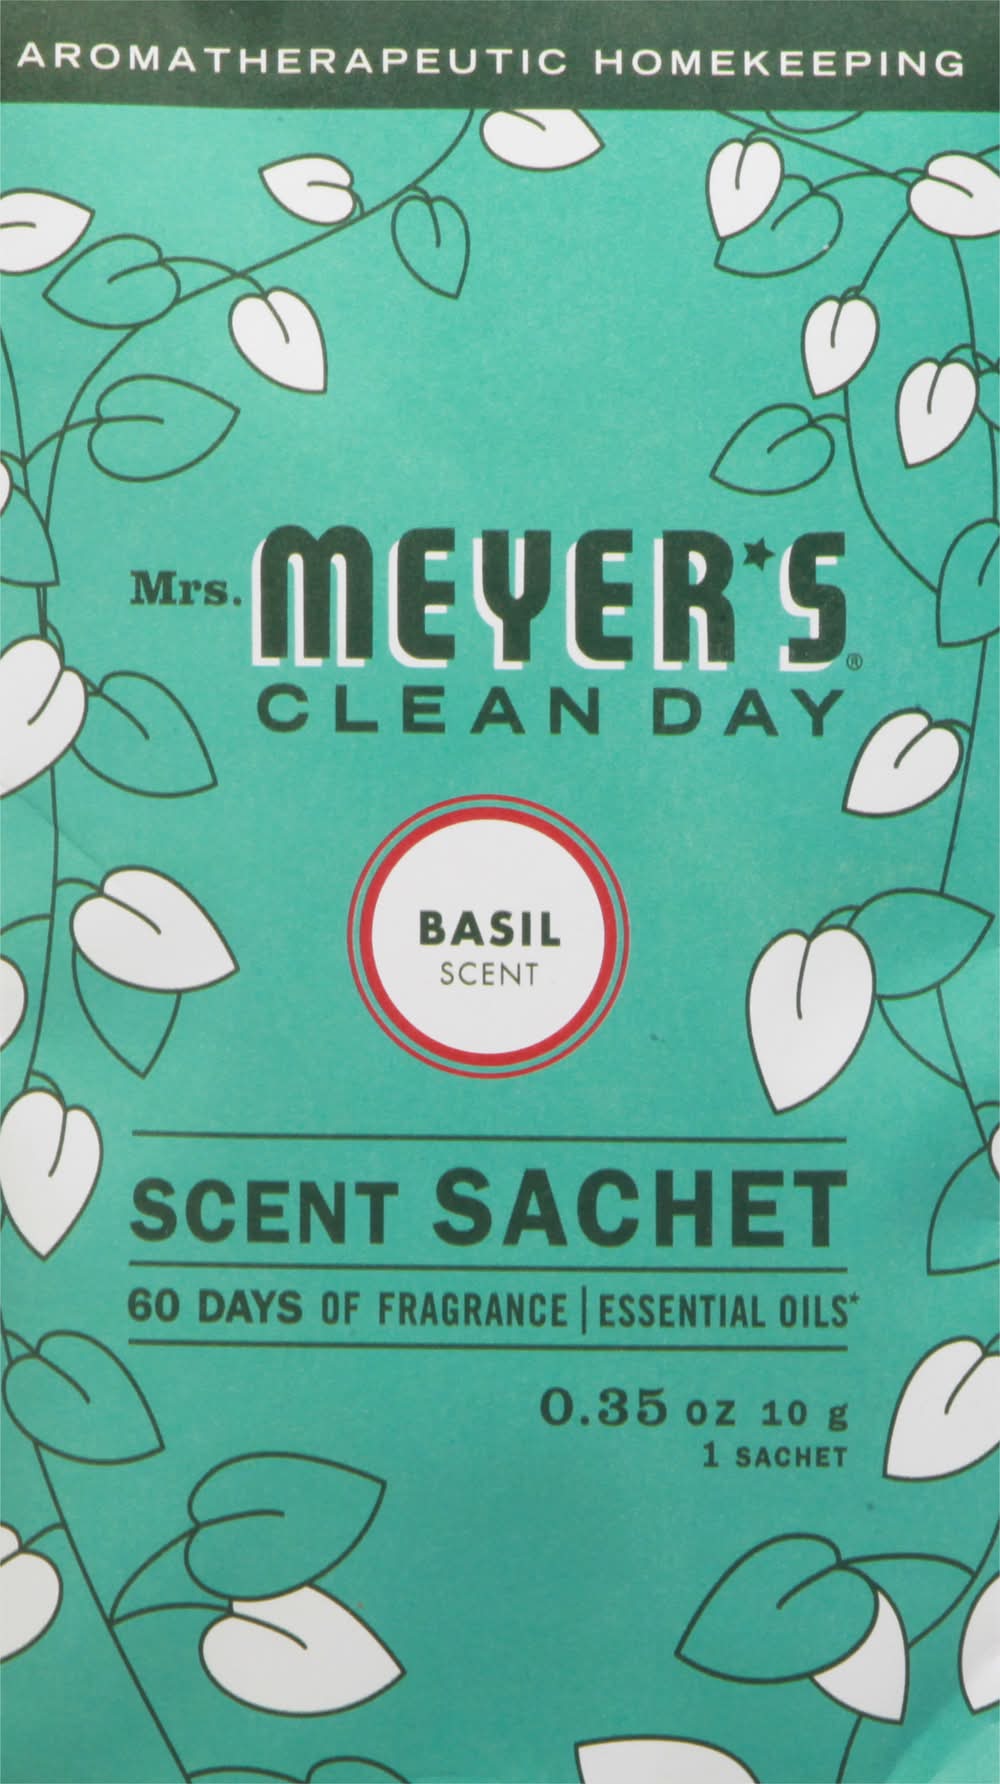 AROMATHERAPEUTIC HOMEKEEPING
Mrs. MEYER★S®
CLEAN DAY
BASIL
SCENT
SCENT SACHET
60 DAYS OF FRAGRANCE | ESSENTIAL OILS*
0.35 OZ 10 g
1 SACHET